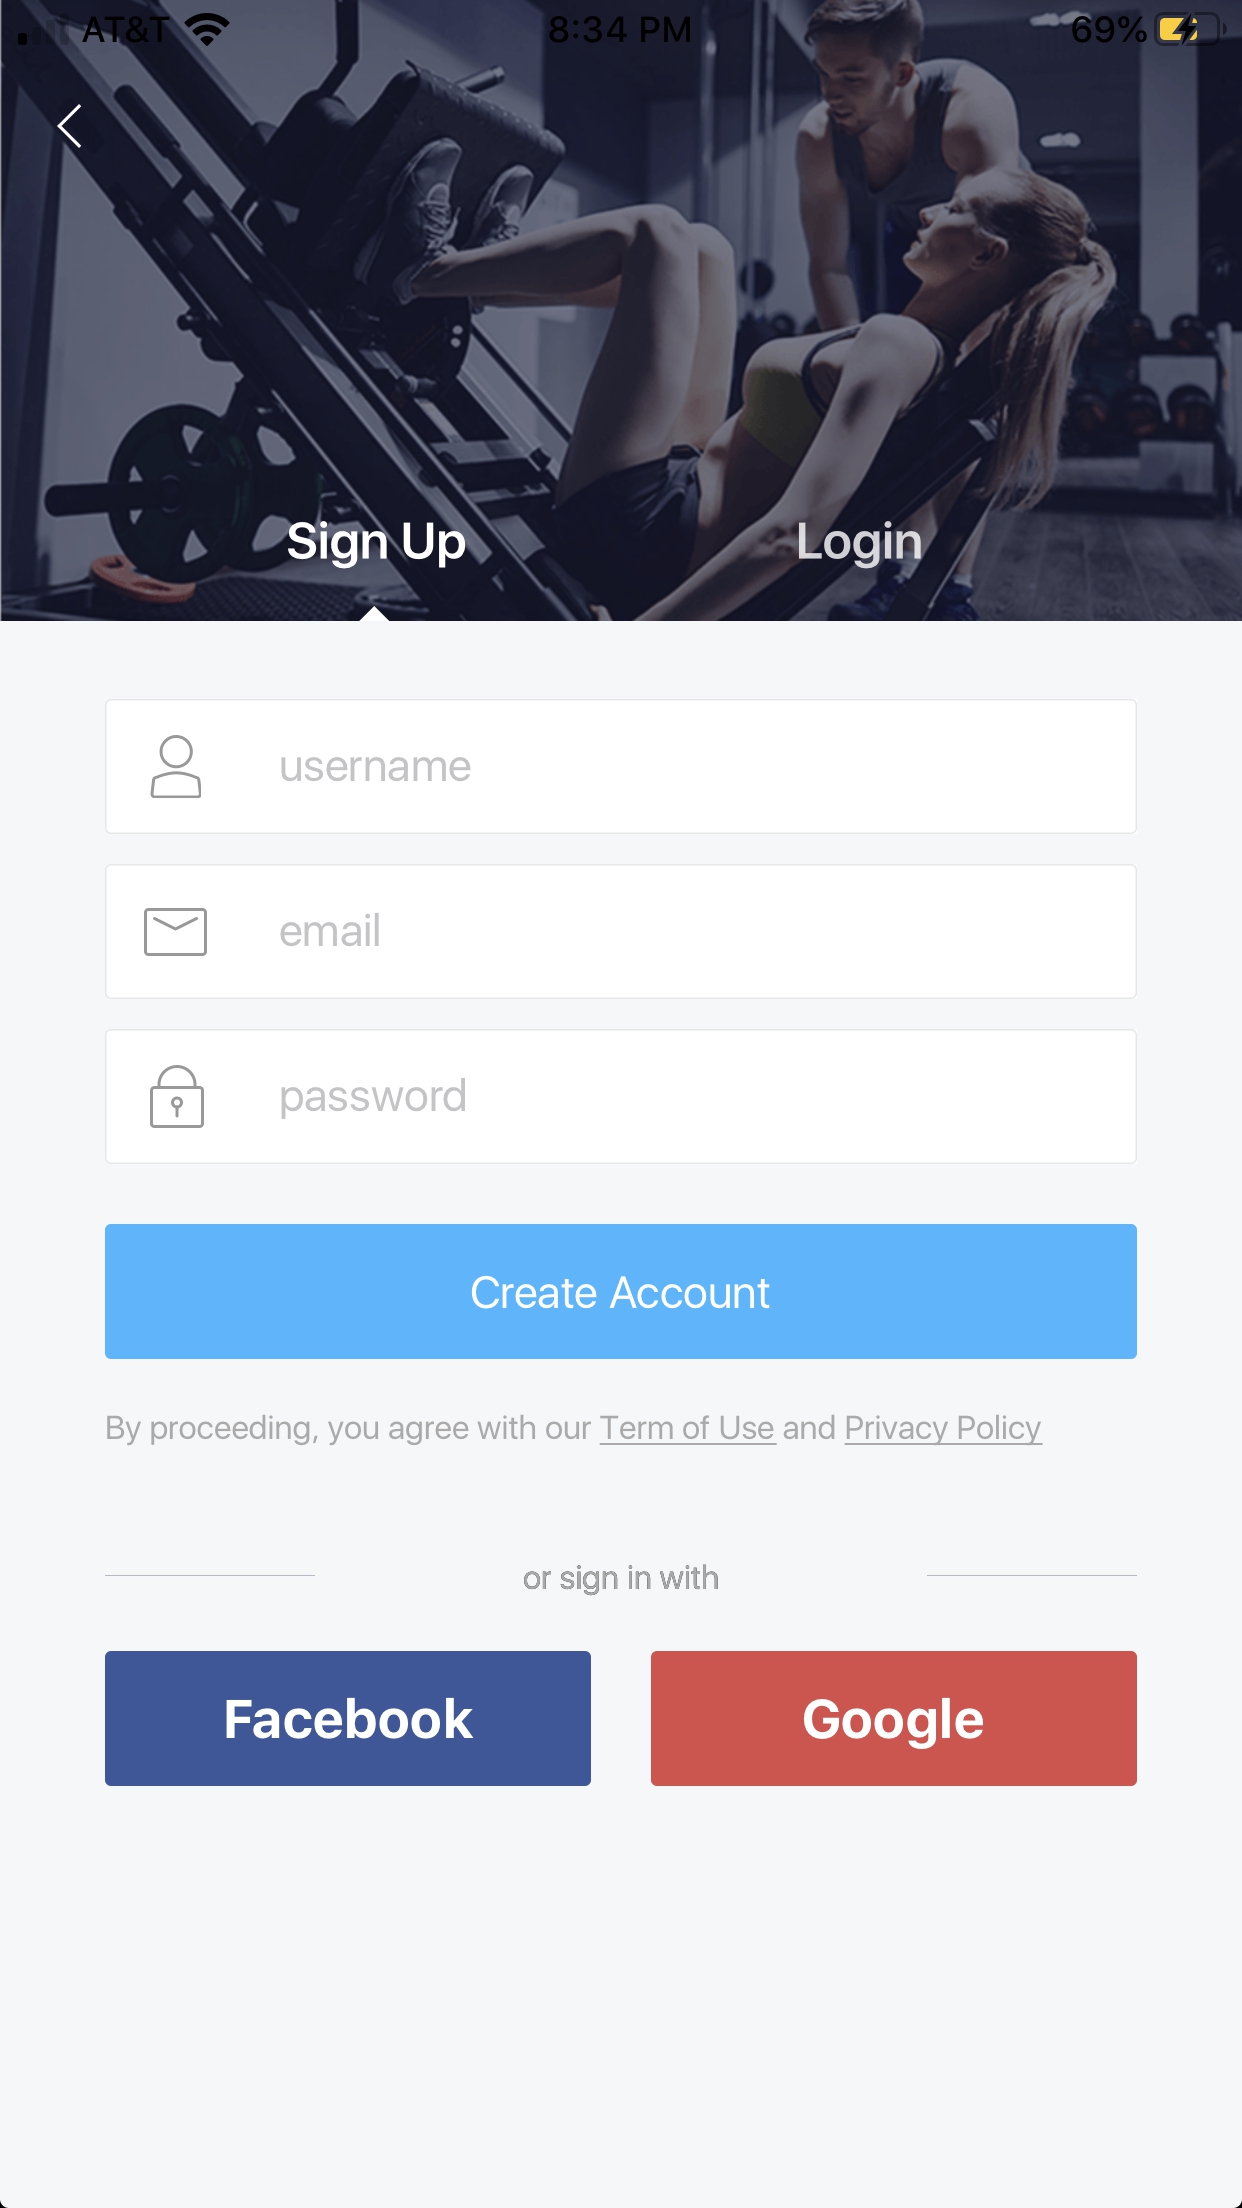 AT&T 8:34 PM 69%
Sign Up Login
username
email
password
Create Account
By proceeding, you agree with our Term of Use and Privacy Policy
or sign in with
Facebook Google